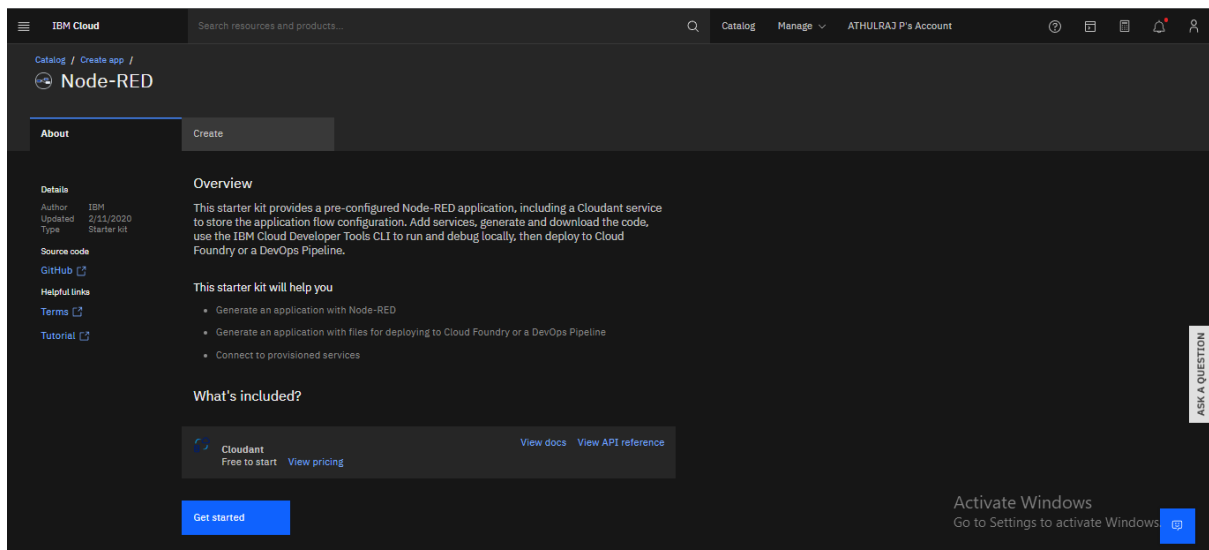 IBM Cloud
Search resources and products...
Catalog
Manage
ATHULRAJ P's Account
Catalog / Create app /
Node-RED
About
Create
Details
Author IBM
Updated 2/11/2020
Type Starter kit
Source code
GitHub
Helpful links
Terms
Tutorial
Overview
This starter kit provides a pre-configured Node-RED application, including a Cloudant service
to store the application flow configuration. Add services, generate and download the code,
use the IBM Cloud Developer Tools CLI to run and debug locally, then deploy to Cloud
Foundry or a DevOps Pipeline.
This starter kit will help you
• Generate an application with Node-RED
• Generate an application with files for deploying to Cloud Foundry or a DevOps Pipeline
• Connect to provisioned services
What's included?
Cloudant
Free to start View pricing
View docs View API reference
Get started
ASK A QUESTION
Activate Windows
Go to Settings to activate Windows.